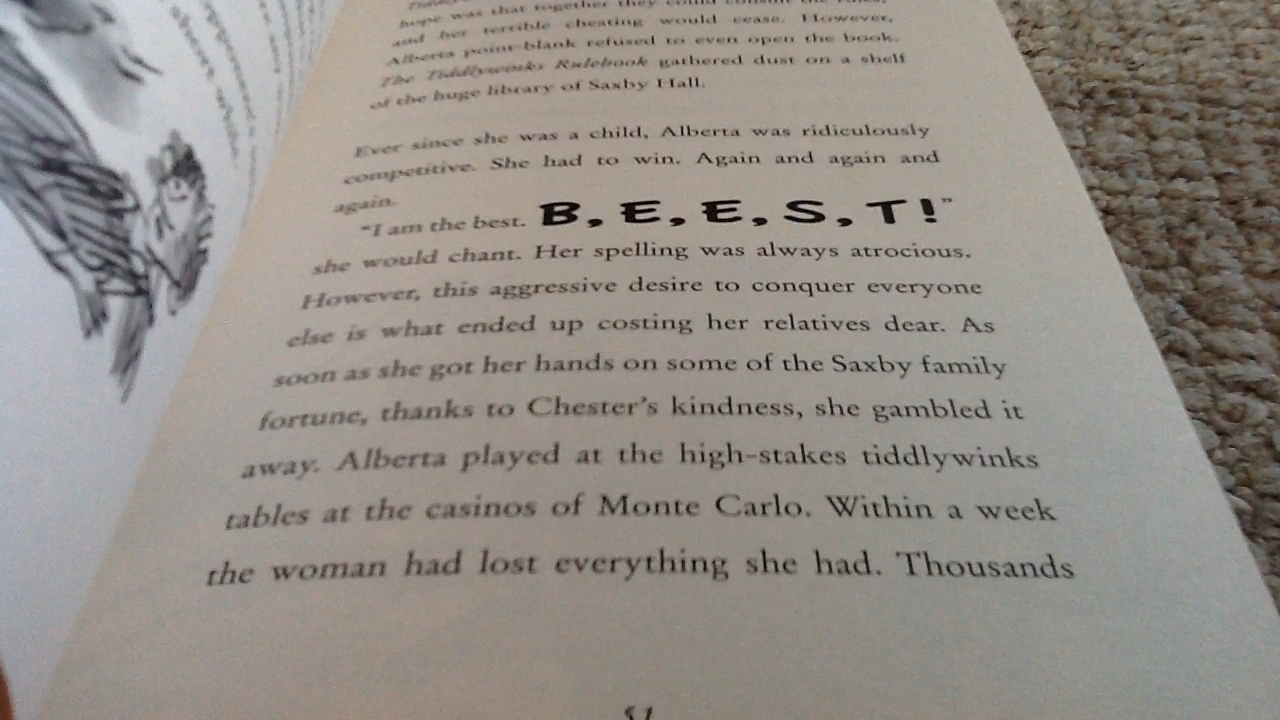 hope was that together they could consult the rules,
and her terrible cheating would cease. However,
Alberta point-blank refused to even open the book.
The Tiddlywinks Rulebook gathered dust on a shelf
of the huge library of Saxby Hall.
Ever since she was a child, Alberta was ridiculously
competitive. She had to win. Again and again and
again.
“I am the best. B, E, E, S, T!”
she would chant. Her spelling was always atrocious.
However, this aggressive desire to conquer everyone
else is what ended up costing her relatives dear. As
soon as she got her hands on some of the Saxby family
fortune, thanks to Chester’s kindness, she gambled it
away. Alberta played at the high-stakes tiddlywinks
tables at the casinos of Monte Carlo. Within a week
the woman had lost everything she had. Thousands
51